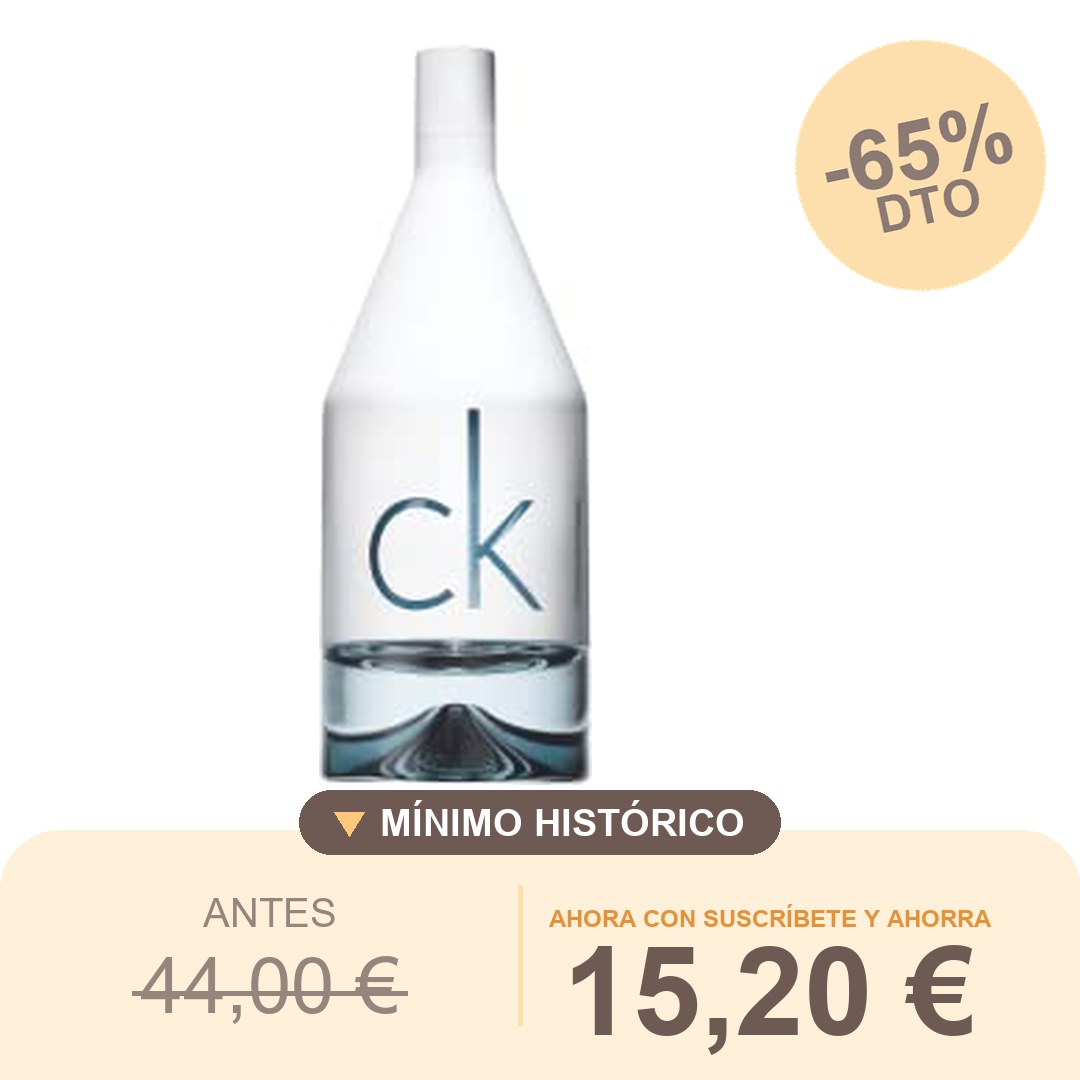 -65%
DTO
ck
MÍNIMO HISTÓRICO
ANTES
44,00 €
AHORA CON SUSCRÍBETE Y AHORRA
15,20 €